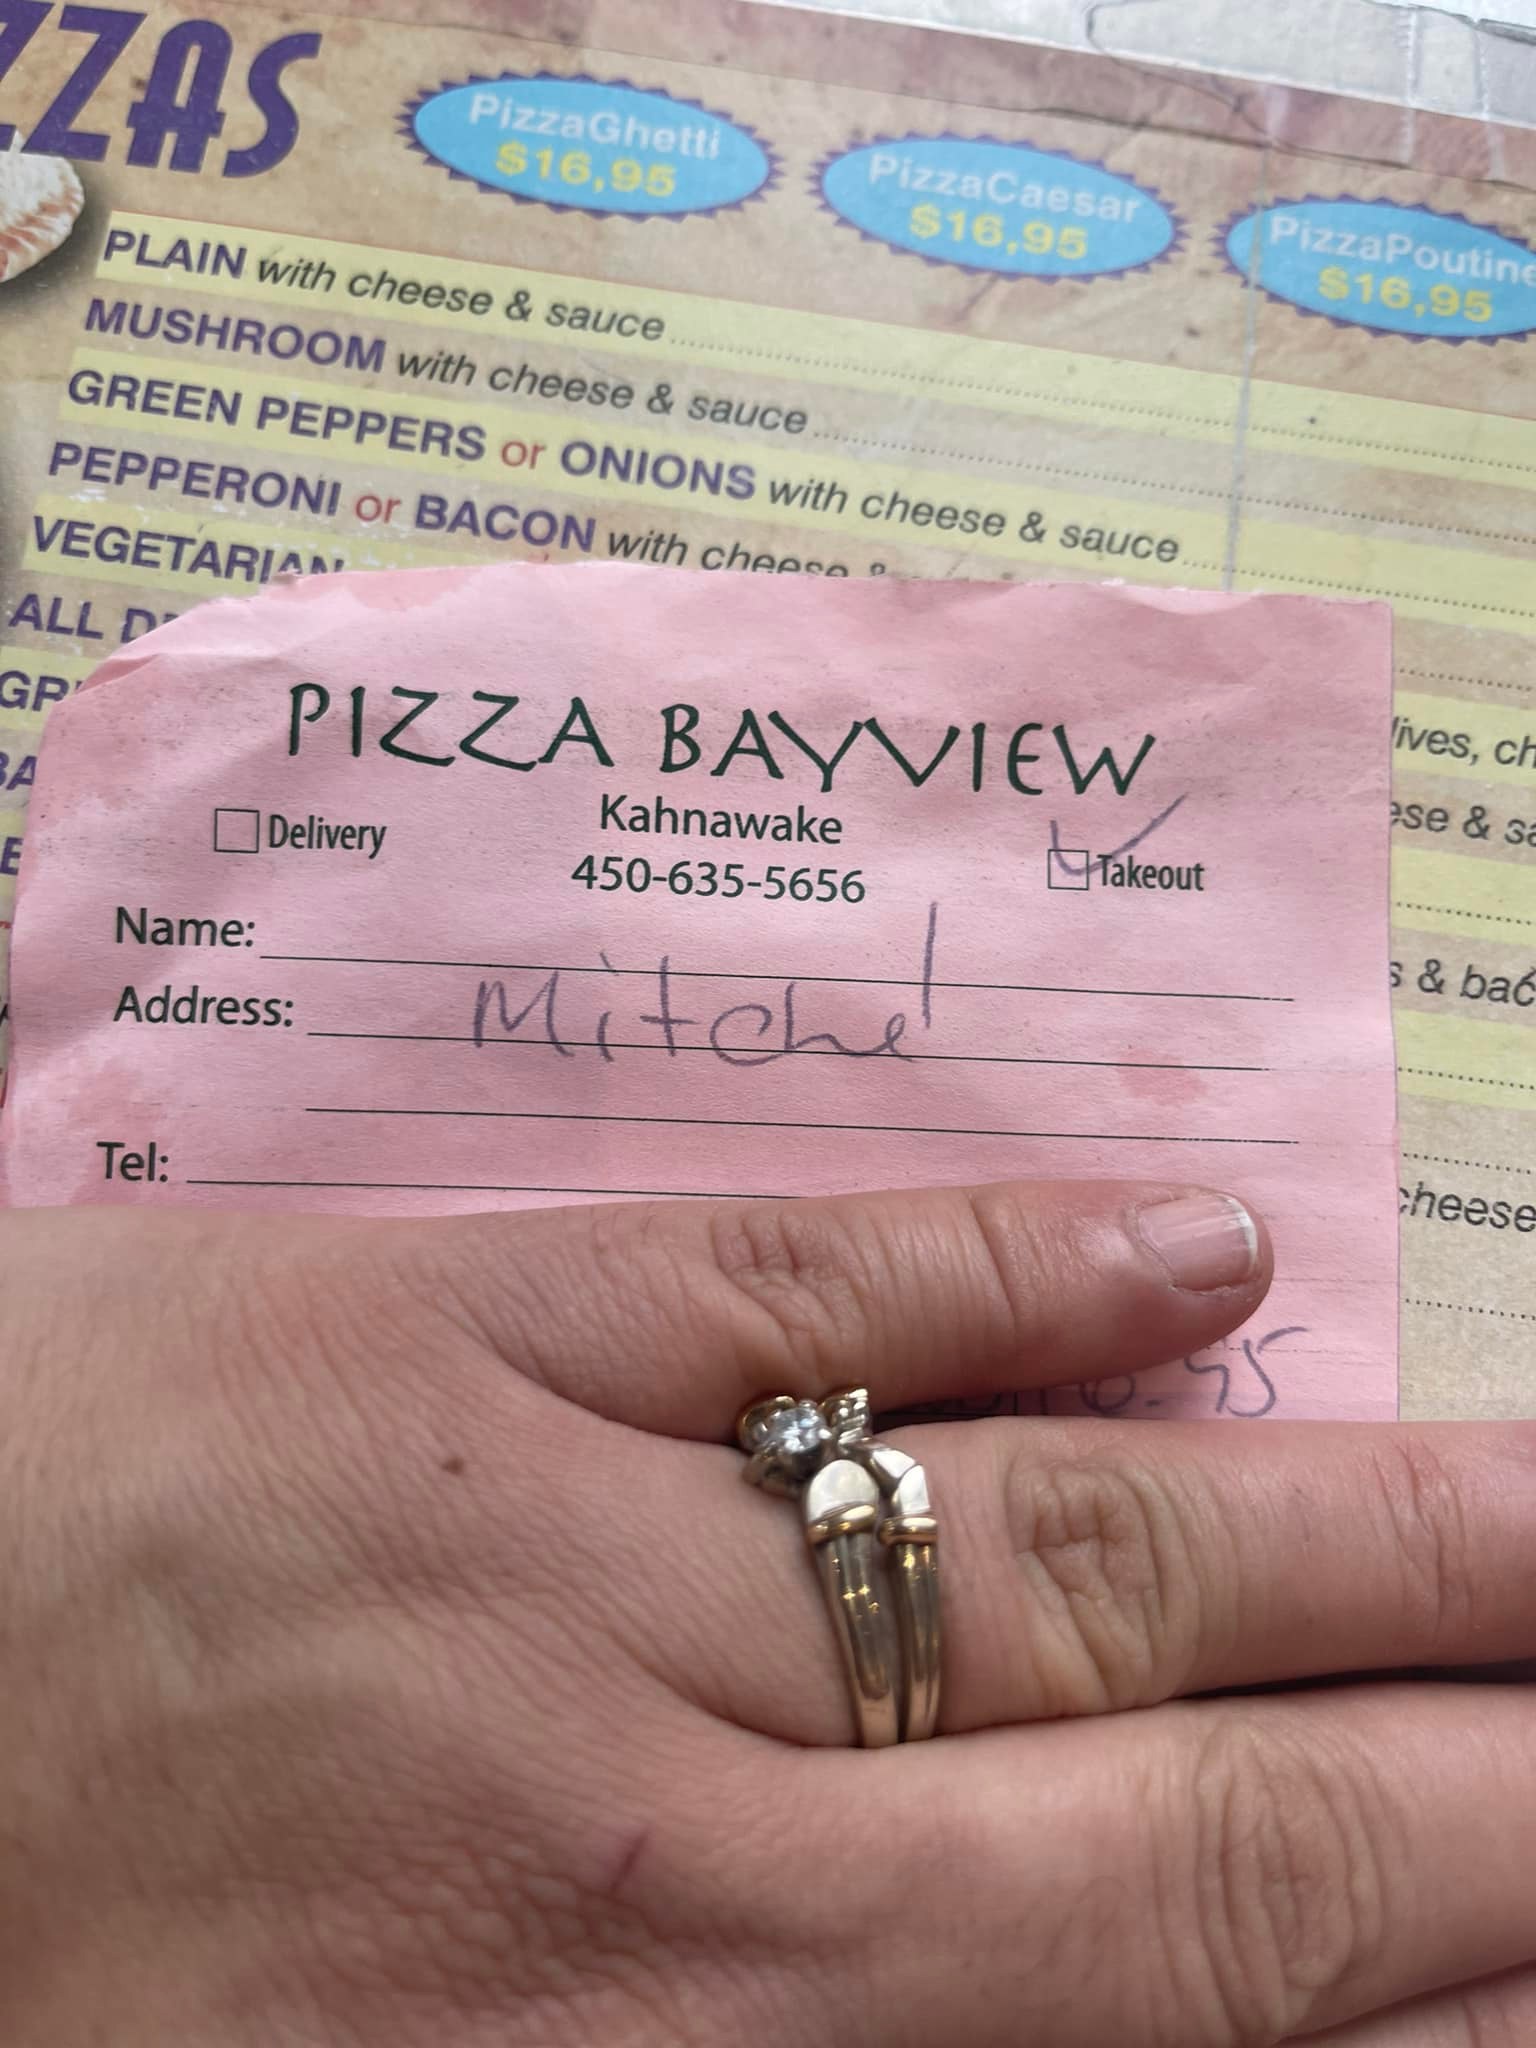 ZZAS
PizzaGhetti
$16,95
PizzaCaesar
$16,95
PizzaPoutine
$16,95
PLAIN with cheese & sauce
MUSHROOM with cheese & sauce
GREEN PEPPERS or ONIONS with cheese & sauce
PEPPERONI or BACON with cheese &
VEGETARIAN
ALL
lives, ch
ese & sa
s & bac
cheese
PIZZA BAYVIEW
Kahnawake
450-635-5656
Delivery
Takeout
Name:
Address: Mitchel
Tel: